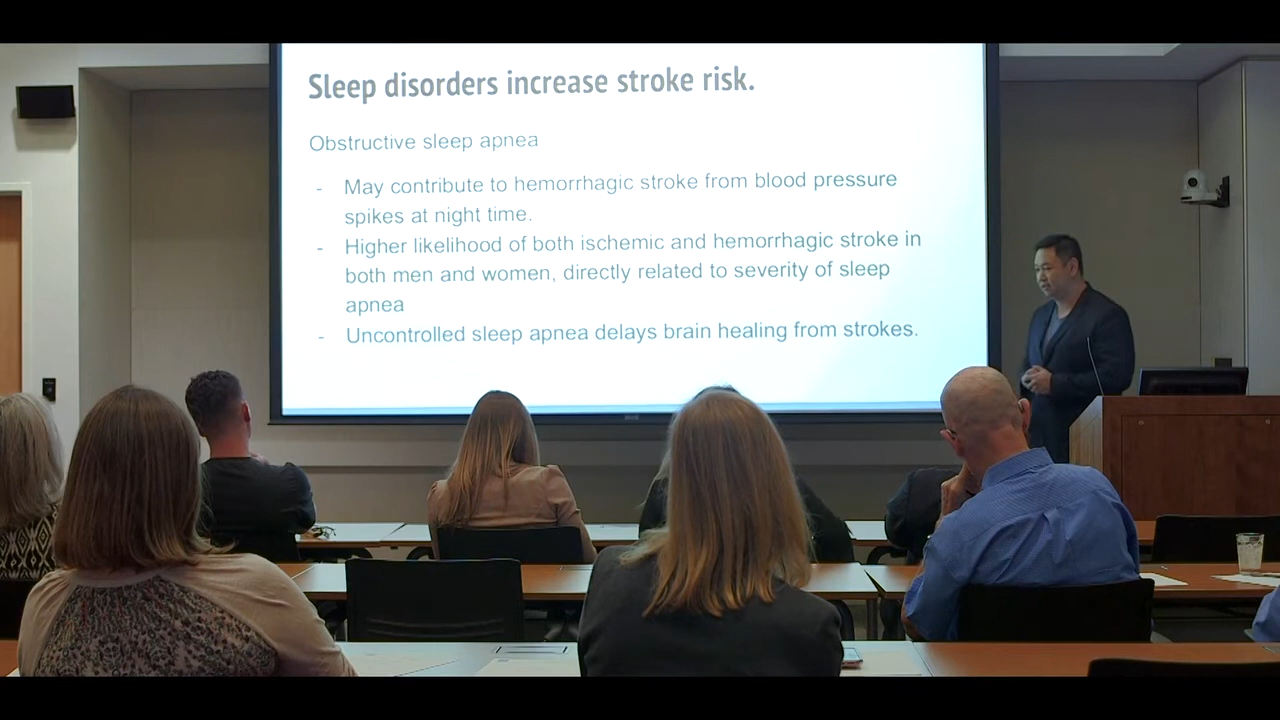 Sleep disorders increase stroke risk.
Obstructive sleep apnea
- May contribute to hemorrhagic stroke from blood pressure
spikes at night time.
- Higher likelihood of both ischemic and hemorrhagic stroke in
both men and women, directly related to severity of sleep
apnea
- Uncontrolled sleep apnea delays brain healing from strokes.